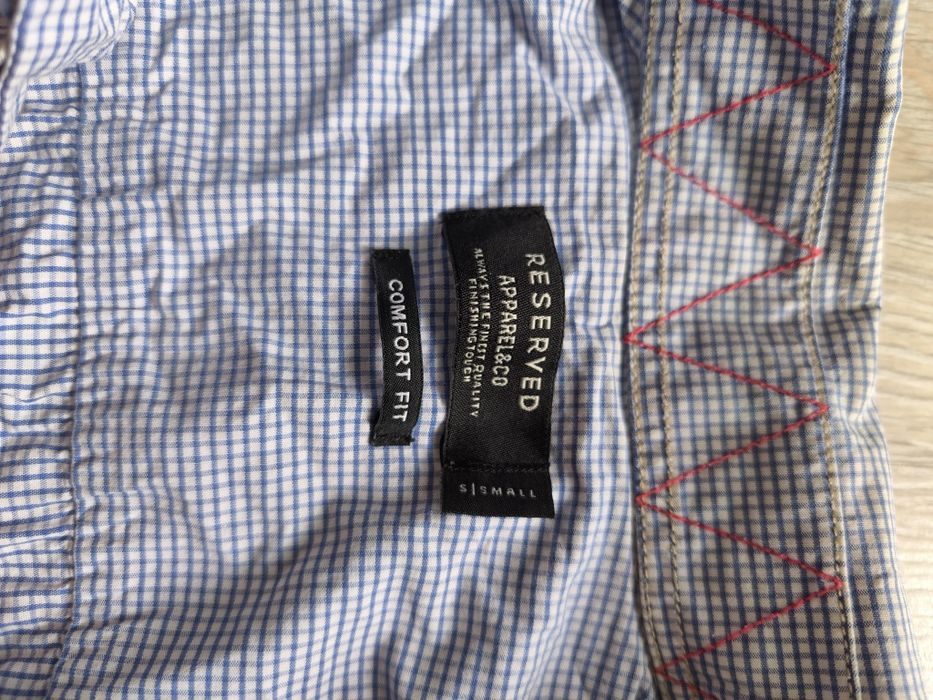 RESERVED
APPAREL&CO
ALWAYS THE FINEST QUALITY
FINISHING TOUCH
S|SMALL
COMFORT FIT